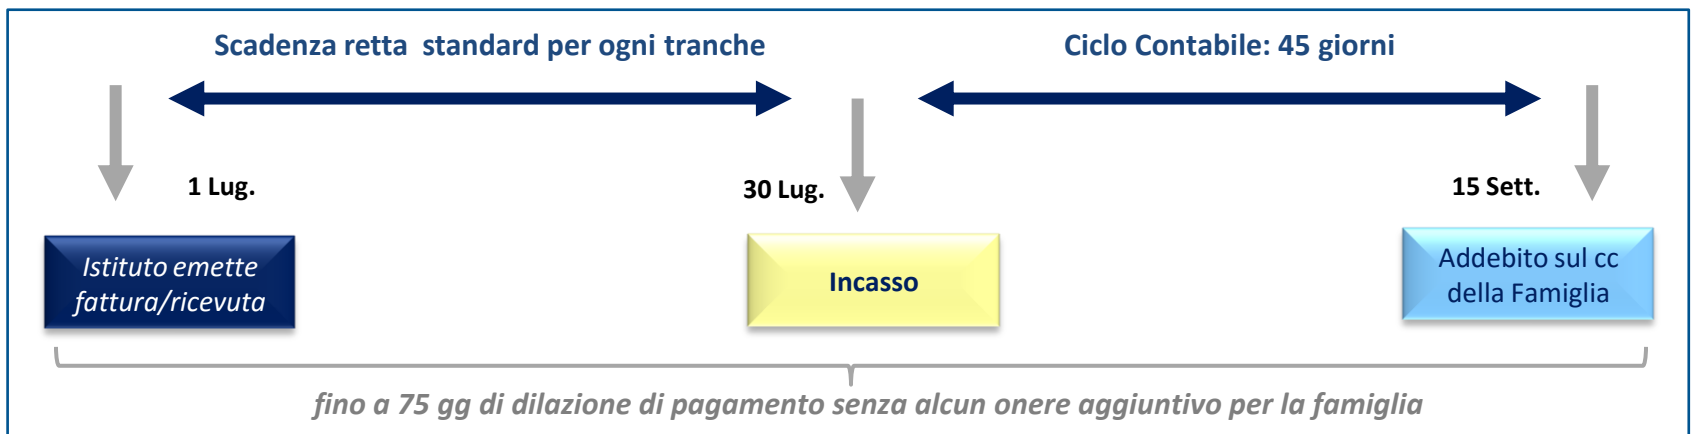 Scadenza retta  standard per ogni tranche
Ciclo Contabile: 45 giorni
1 Lug.
30 Lug.
15 Sett.
Istituto emette
fattura/ricevuta
Incasso
Addebito sul cc
della Famiglia
fino a 75 gg di dilazione di pagamento senza alcun onere aggiuntivo per la famiglia